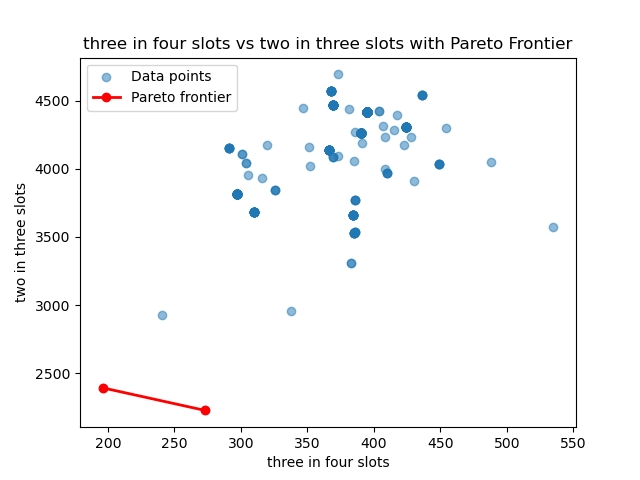 three in four slots vs two in three slots with Pareto Frontier
Data points
Pareto frontier
4500
4000
3500
3000
2500
two in three slots
200
250
300
350
400
450
500
550
three in four slots